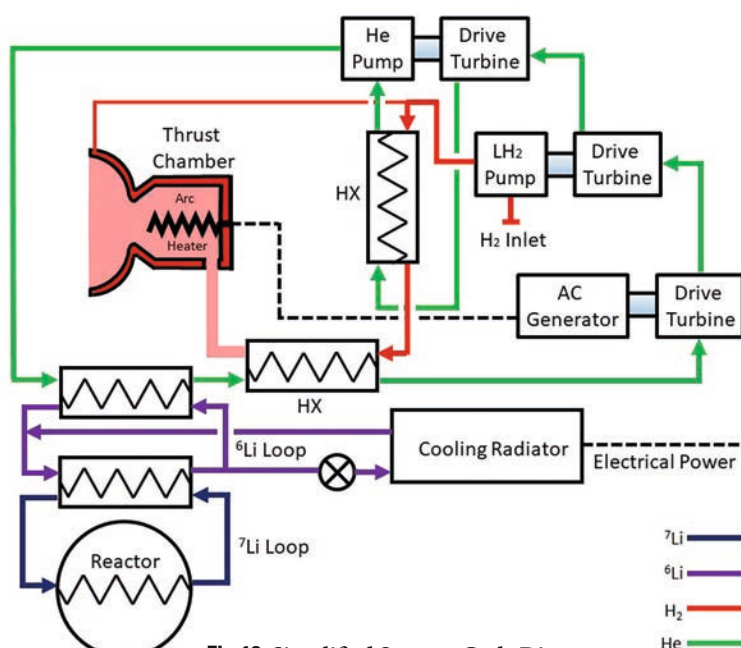 He
Pump
Drive
Turbine
Thrust
Chamber
Arc
Heater
HX
LH₂
Pump
Drive
Turbine
H₂ Inlet
AC
Generator
Drive
Turbine
HX
⁶Li Loop
Cooling Radiator
Electrical Power
⁷Li Loop
Reactor
⁷Li
⁶Li
H₂
He